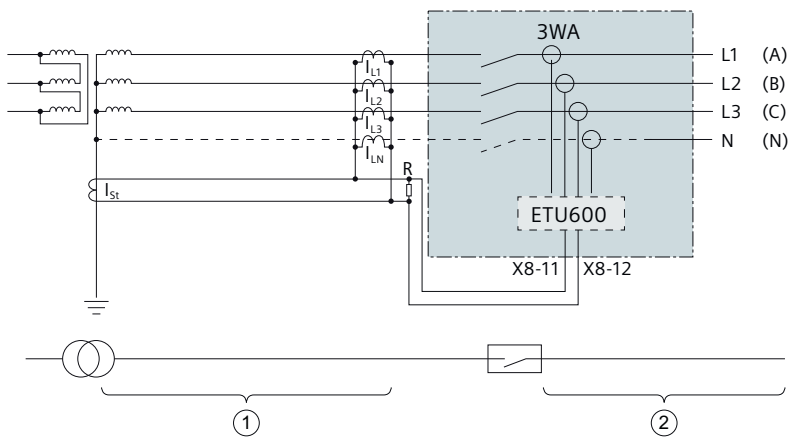 3WA
L1 (A)
I_L1
L2 (B)
I_L2
L3 (C)
I_L3
N (N)
I_LN
R
I_St
ETU600
X8-11 X8-12
1 2